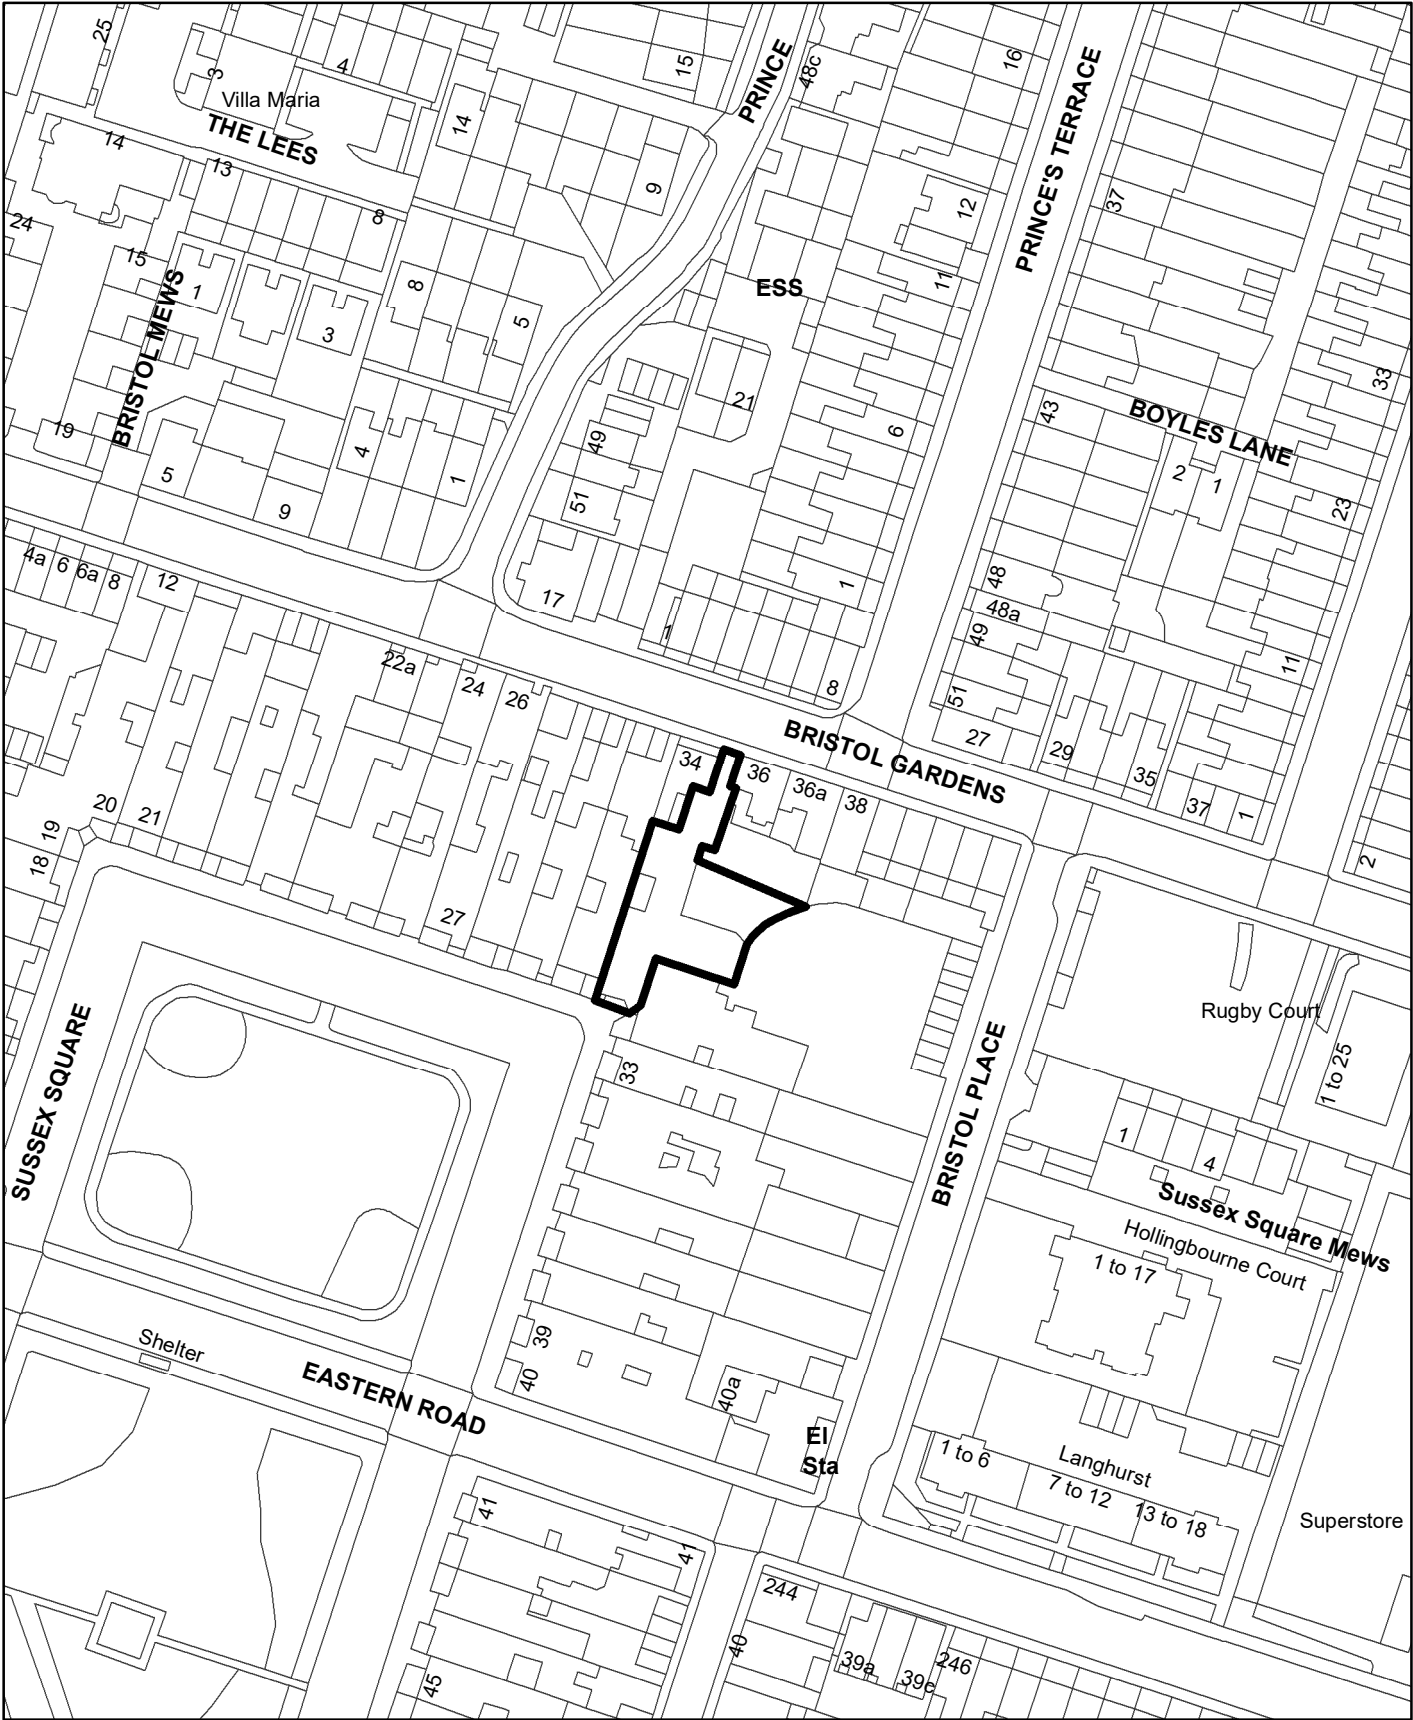 25
3
4
Villa Maria
THE LEES
14
13
14
15
PRINCE
48c
16
PRINCE'S TERRACE
9
12
37
24
8
15
1
BRISTOL MEWS
3
8
5
ESS
11
33
21
6
43
BOYLES LANE
2
1
19
5
9
4
1
49
51
23
4a
6
6a
8
12
17
1
1
48
48a
49
11
22a
24
26
8
51
27
29
35
37
1
BRISTOL GARDENS
34
36
36a
38
2
20
21
19
18
27
SUSSEX SQUARE
Rugby Court
1 to 25
33
BRISTOL PLACE
1
4
Sussex Square Mews
Hollingbourne Court
1 to 17
Shelter
EASTERN ROAD
39
40
40a
El
Sta
1 to 6
Langhurst
7 to 12
13 to 18
Superstore
41
41
244
40
39a
39e
246
45